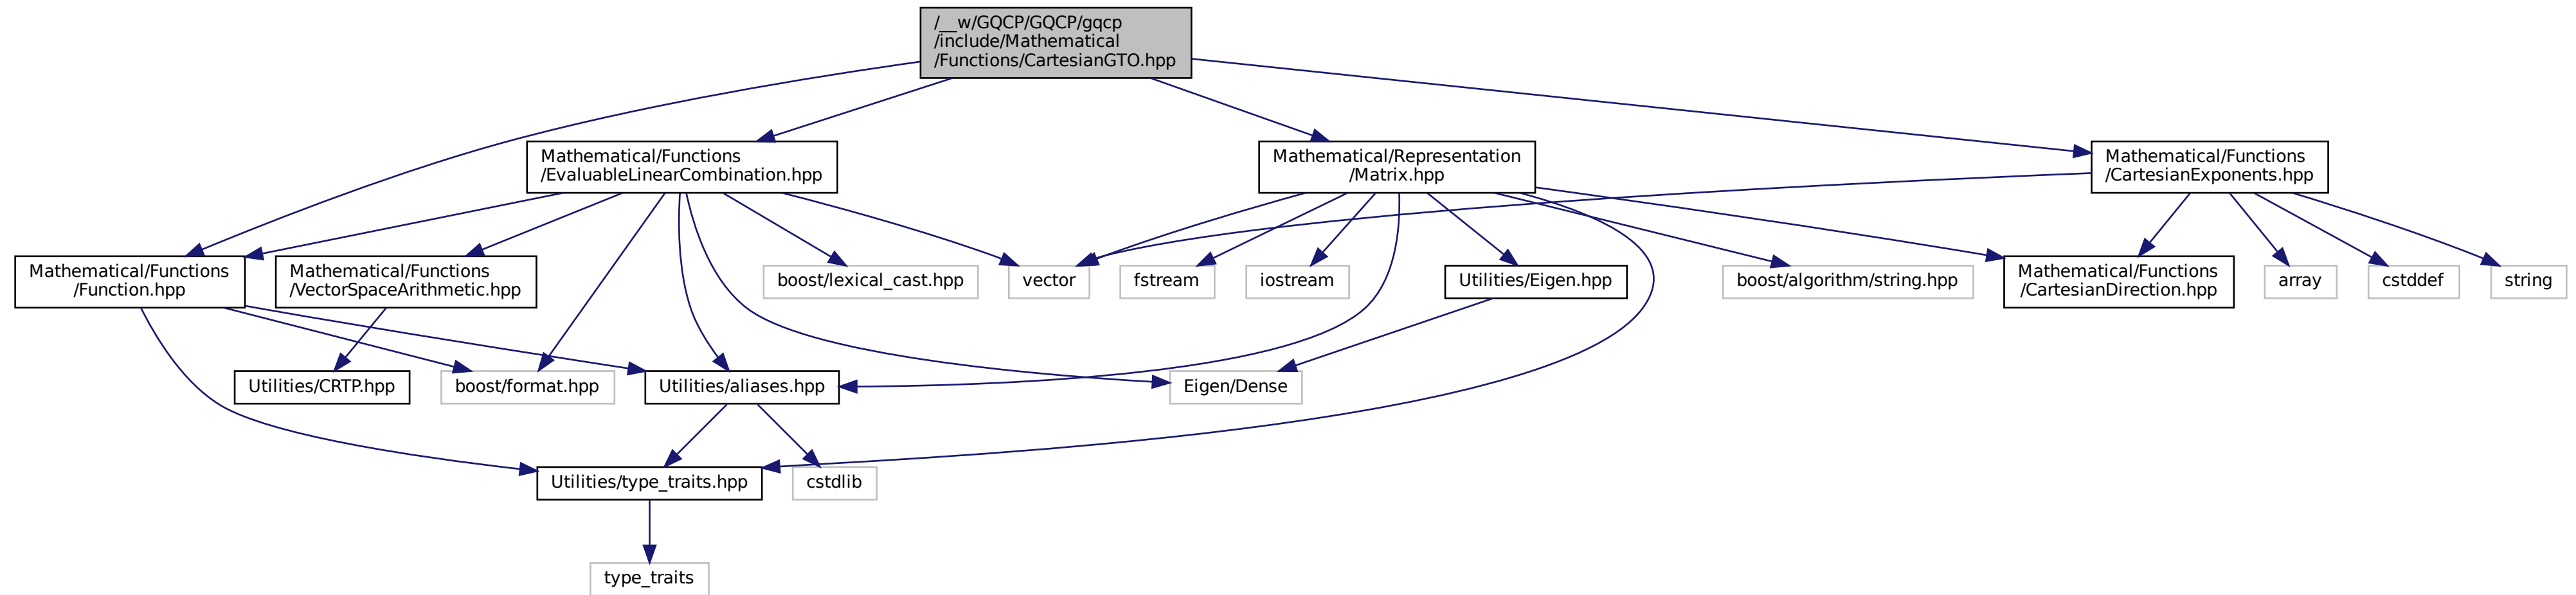 /__w/GQCP/GQCP/gqcp
/include/Mathematical
/Functions/CartesianGTO.hpp
Mathematical/Functions
/EvaluableLinearCombination.hpp
Mathematical/Representation
/Matrix.hpp
Mathematical/Functions
/CartesianExponents.hpp
Mathematical/Functions
/Function.hpp
Mathematical/Functions
/VectorSpaceArithmetic.hpp
boost/lexical_cast.hpp
vector
fstream
iostream
Utilities/Eigen.hpp
boost/algorithm/string.hpp
Mathematical/Functions
/CartesianDirection.hpp
array
cstddef
string
Utilities/CRTP.hpp
boost/format.hpp
Utilities/aliases.hpp
Eigen/Dense
Utilities/type_traits.hpp
cstdlib
type_traits